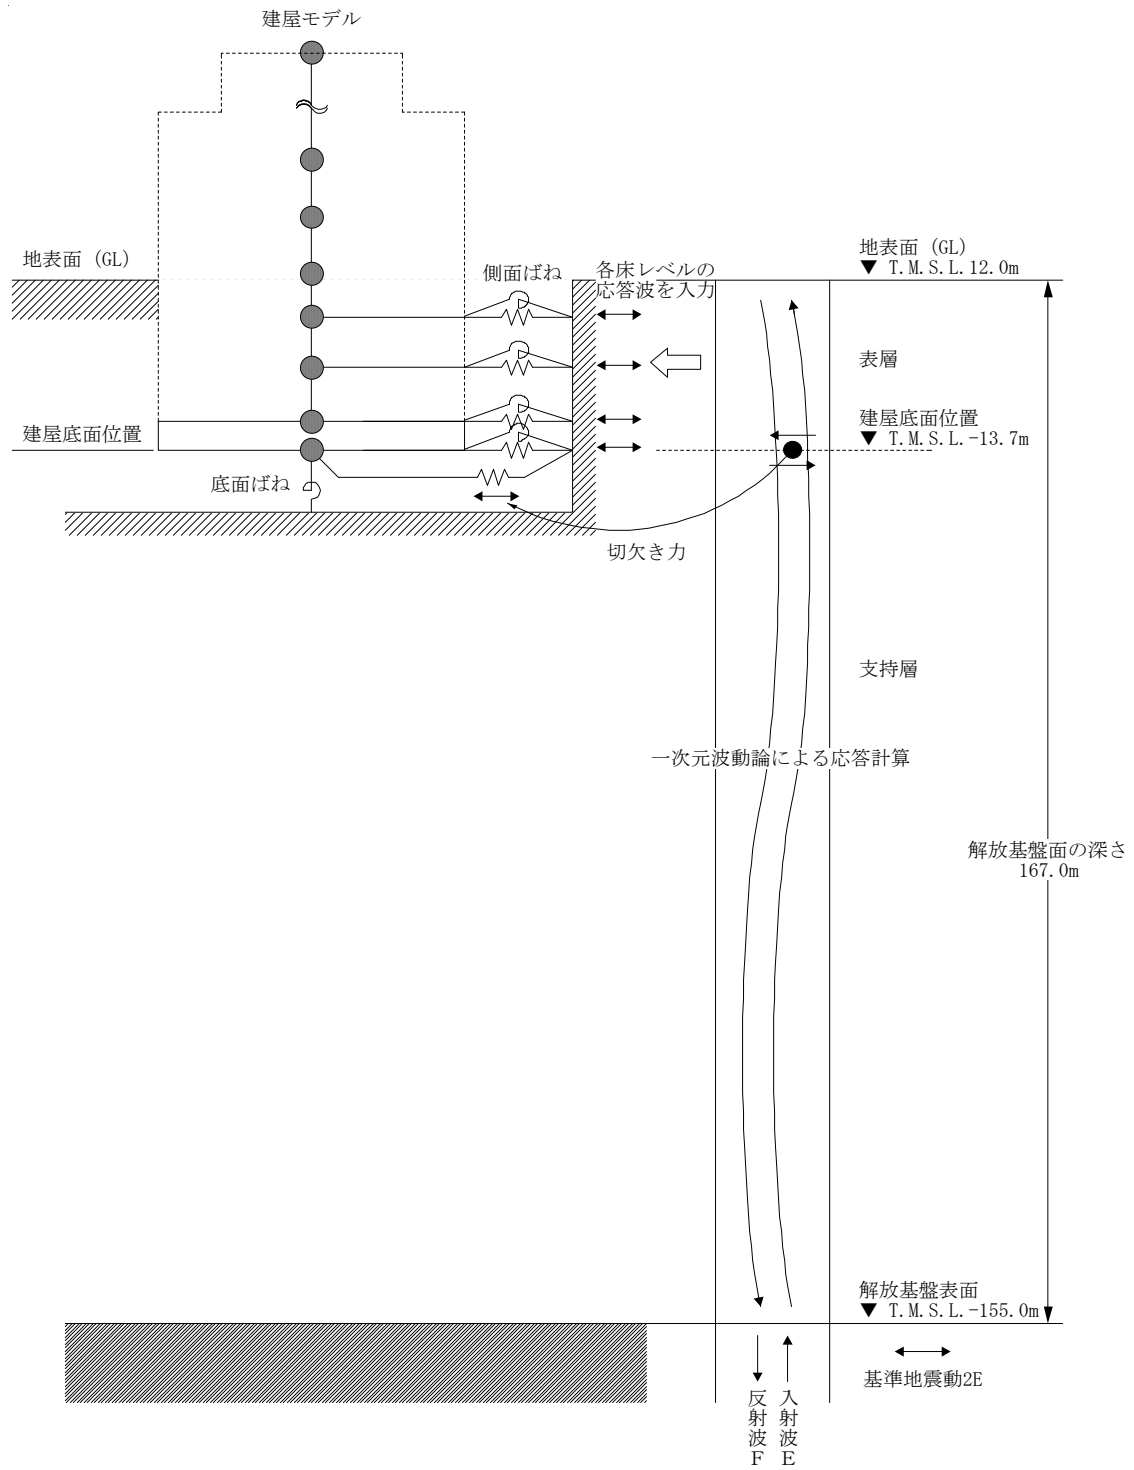 建屋モデル
地表面（GL）
側面ばね
各床レベルの
応答波を入力
地表面（GL）
▼ T.M.S.L.12.0m
表層
建屋底面位置
建屋底面位置
▼ T.M.S.L.-13.7m
底面ばね
切欠き力
支持層
一次元波動論による応答計算
解放基盤面の深さ
167.0m
解放基盤表面
▼ T.M.S.L.-155.0m
基準地震動2E
反射波F
入射波E